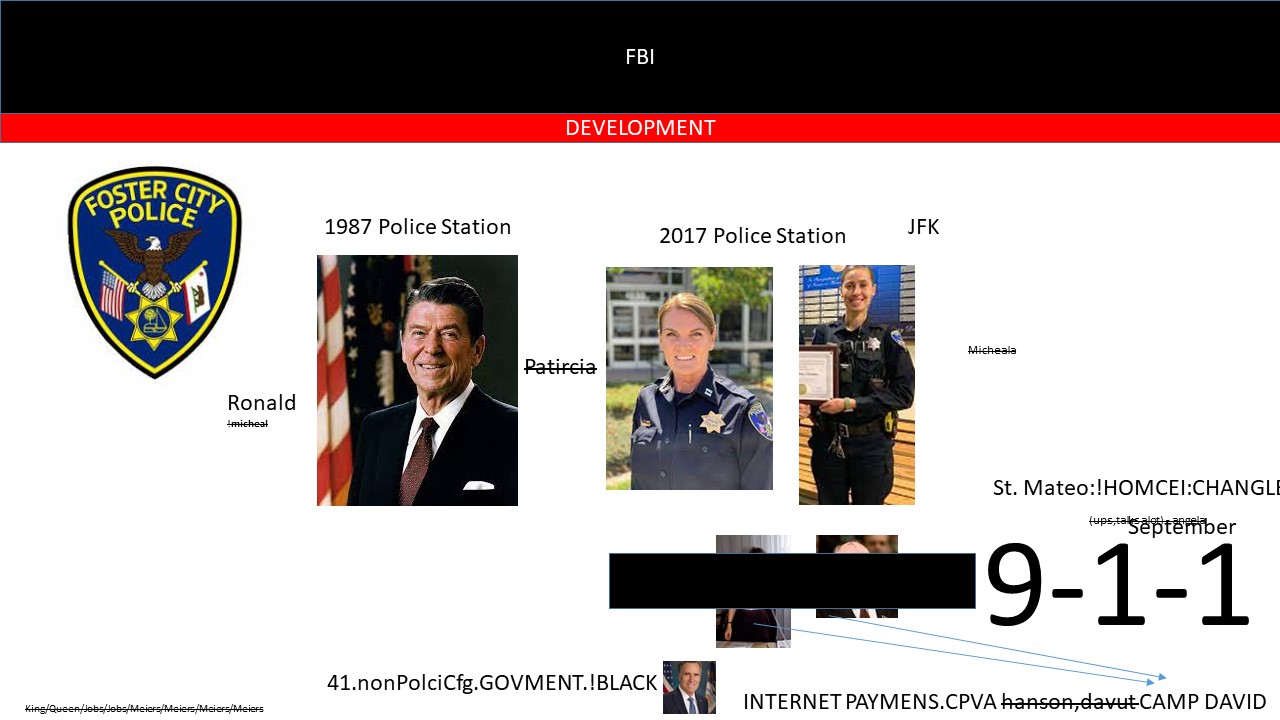 FBI
DEVELOPMENT
FOSTER CITY
POLICE
1987 Police Station
2017 Police Station
JFK
Patircia
Micheala
Ronald
!micheal
St. Mateo:!HOMCEI:CHANGLE
(ups,talks alot) - angela
September
9-1-1
41.nonPolciCfg.GOVMENT.!BLACK
INTERNET PAYMENS.CPVA hanson,davut CAMP DAVID
King/Queen/Jobs/Jobs/Meiers/Meiers/Meiers/Meiers